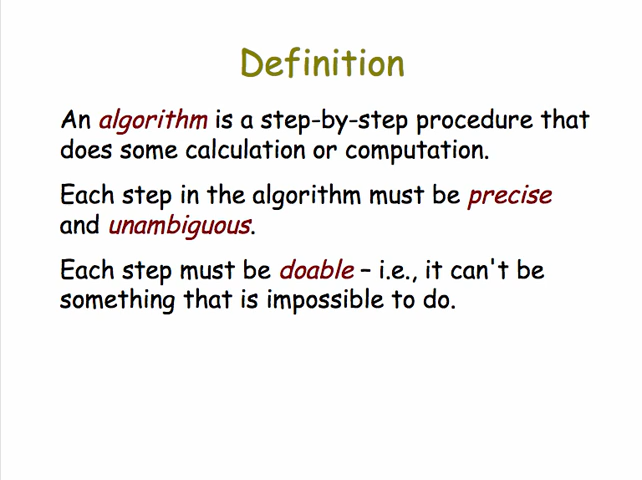 Definition
An algorithm is a step-by-step procedure that
does some calculation or computation.
Each step in the algorithm must be precise
and unambiguous.
Each step must be doable – i.e., it can't be
something that is impossible to do.